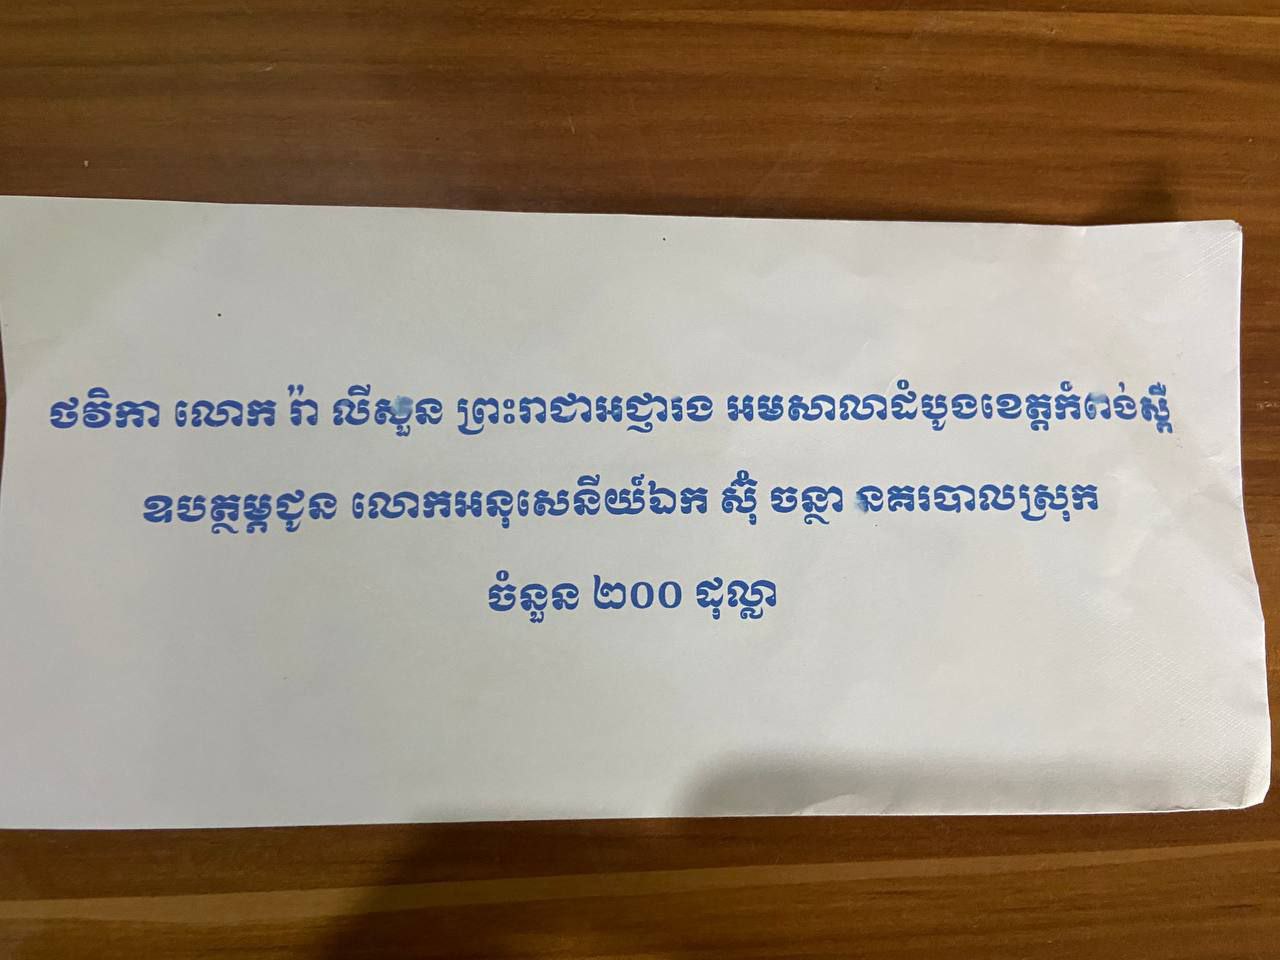 ថវិកា លោក រ៉ា លីសួន ព្រះរាជាអជ្ញារង អមសាលាដំបូងខេត្តកំពង់ស្ពឺ
ឧបត្ថម្ភជូន លោកអនុសេនីយ៍ឯក ស៊ុំ ចន្ថា នគរបាលស្រុក
ចំនួន ២០០ ដុល្លា